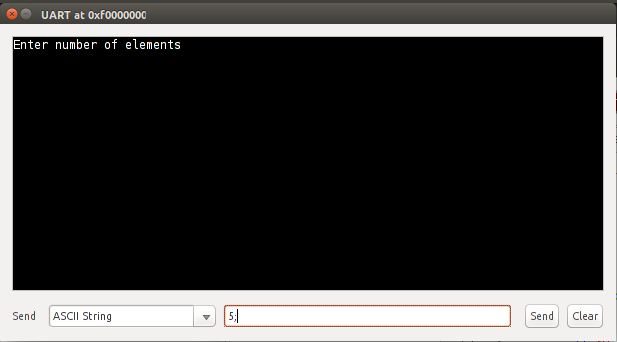 UART at 0xf0000000
Enter number of elements
Send ASCII String 5; Send Clear